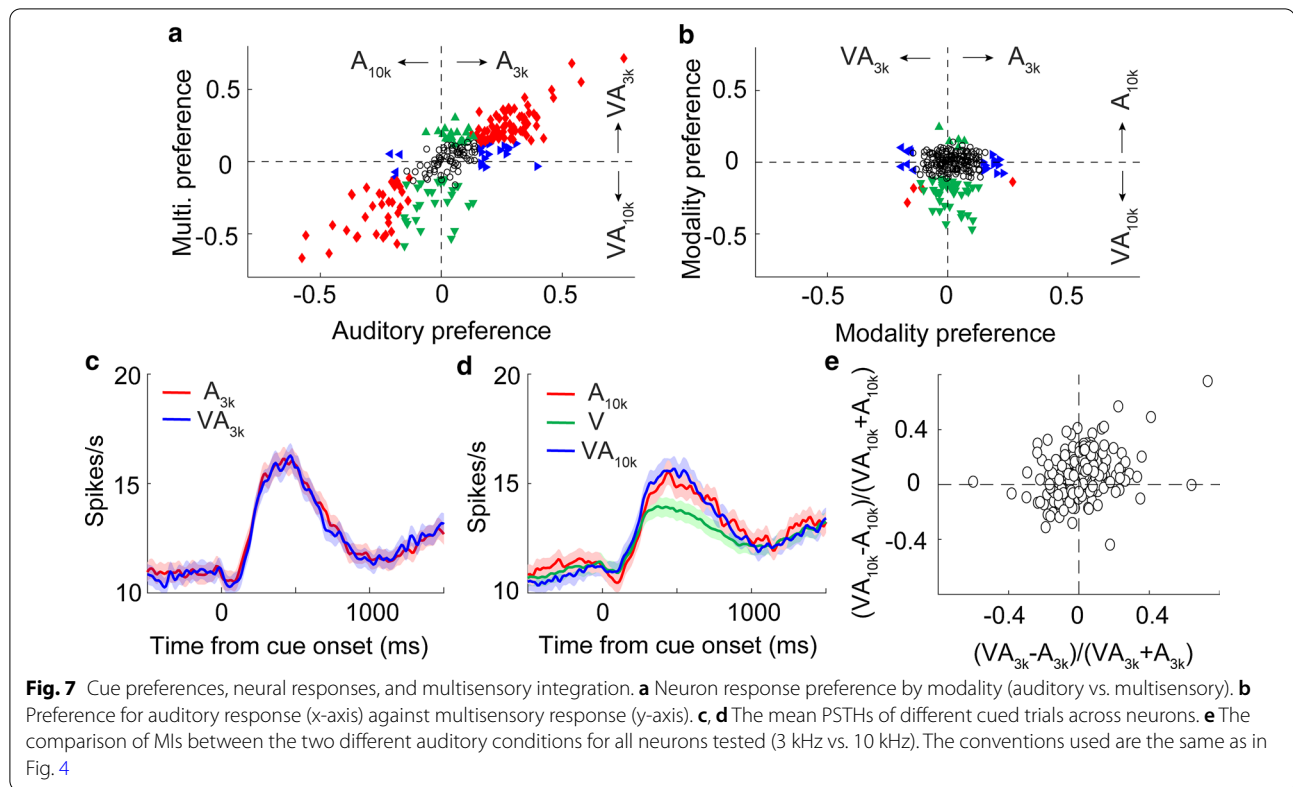 a
A10k ← → A3k
0.5
0
-0.5
-0.5 0 0.5
Multi. preference
Auditory preference
VA3k
VA10k
b
VA3k ← → A3k
0.5
0
-0.5
-0.5 0 0.5
Modality preference
Modality preference
A10k
VA10k
c
20
15
10
Spikes/s
A3k
VA3k
0 1000
Time from cue onset (ms)
d
20
15
10
Spikes/s
A10k
V
VA10k
0 1000
Time from cue onset (ms)
e
(VA10k-A10k)/(VA10k+A10k)
0.4
0
-0.4
-0.4 0 0.4
(VA3k-A3k)/(VA3k+A3k)
Fig. 7 Cue preferences, neural responses, and multisensory integration. a Neuron response preference by modality (auditory vs. multisensory). b
Preference for auditory response (x-axis) against multisensory response (y-axis). c, d The mean PSTHs of different cued trials across neurons. e The
comparison of MIs between the two different auditory conditions for all neurons tested (3 kHz vs. 10 kHz). The conventions used are the same as in
Fig. 4